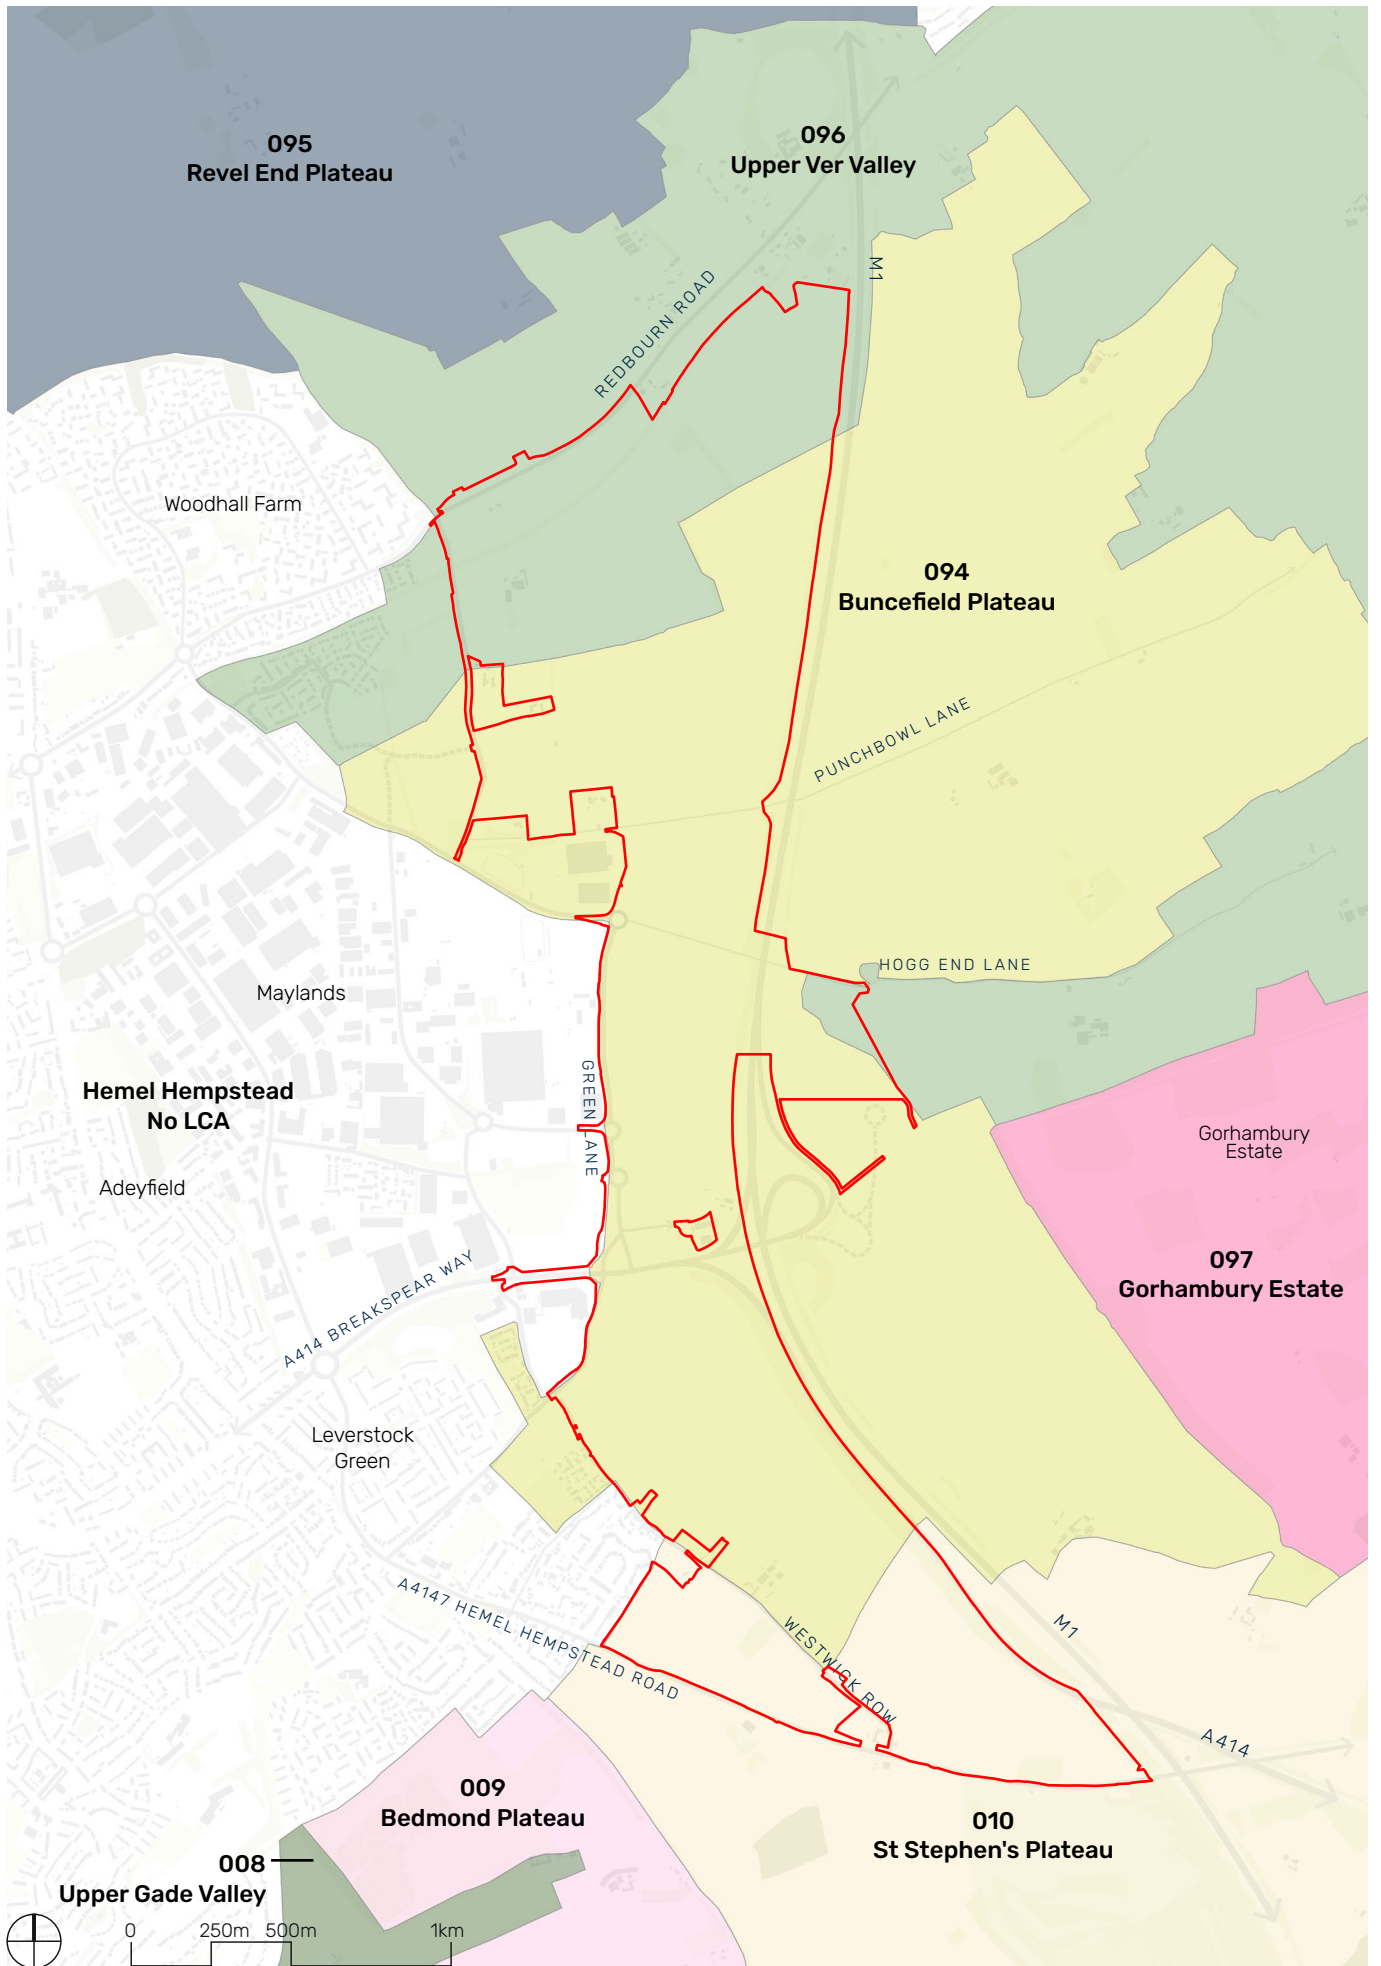 095
Revel End Plateau
096
Upper Ver Valley
M1
REDBOURN ROAD
Woodhall Farm
094
Buncefield Plateau
PUNCHBOWL LANE
HOGG END LANE
Maylands
GREEN LANE
Hemel Hempstead
No LCA
Gorhambury
Estate
Adeyfield
097
Gorhambury Estate
A414 BREAKSPEAR WAY
Leverstock
Green
A4147 HEMEL HEMPSTEAD ROAD
WESTWICK ROW
M1
A414
009
Bedmond Plateau
010
St Stephen's Plateau
008
Upper Gade Valley
0 250m 500m 1km